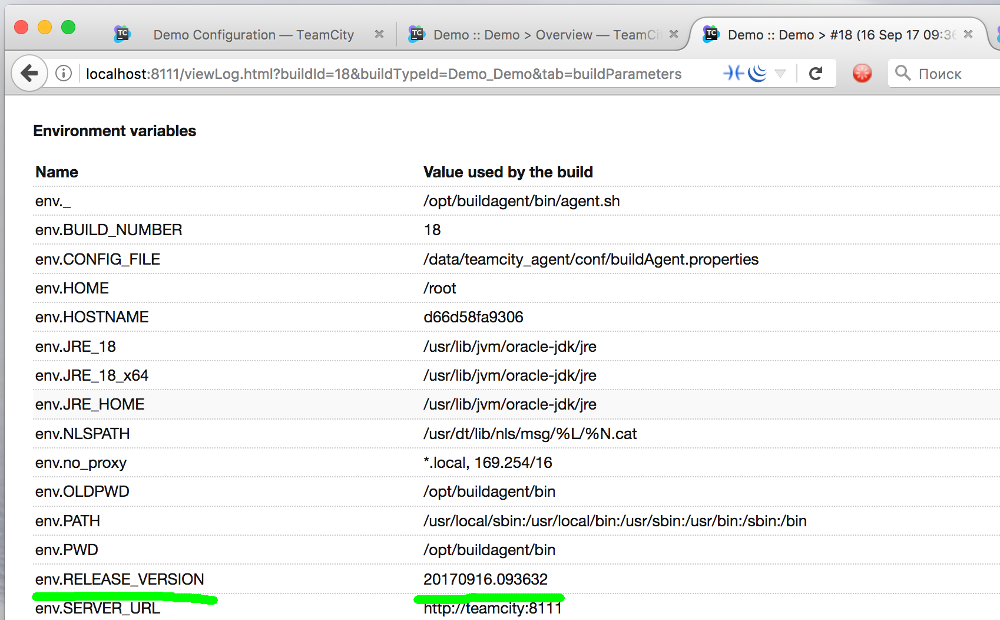 TC Demo Configuration — TeamCity TC Demo :: Demo > Overview — TeamCi TC Demo :: Demo > #18 (16 Sep 17 09:36
localhost:8111/viewLog.html?buildId=18&buildTypeId=Demo_Demo&tab=buildParameters Поиск
Environment variables
Name Value used by the build
env._ /opt/buildagent/bin/agent.sh
env.BUILD_NUMBER 18
env.CONFIG_FILE /data/teamcity_agent/conf/buildAgent.properties
env.HOME /root
env.HOSTNAME d66d58fa9306
env.JRE_18 /usr/lib/jvm/oracle-jdk/jre
env.JRE_18_x64 /usr/lib/jvm/oracle-jdk/jre
env.JRE_HOME /usr/lib/jvm/oracle-jdk/jre
env.NLSPATH /usr/dt/lib/nls/msg/%L/%N.cat
env.no_proxy *.local, 169.254/16
env.OLDPWD /opt/buildagent/bin
env.PATH /usr/local/sbin:/usr/local/bin:/usr/sbin:/usr/bin:/sbin:/bin
env.PWD /opt/buildagent/bin
env.RELEASE_VERSION 20170916.093632
env.SERVER_URL http://teamcity:8111